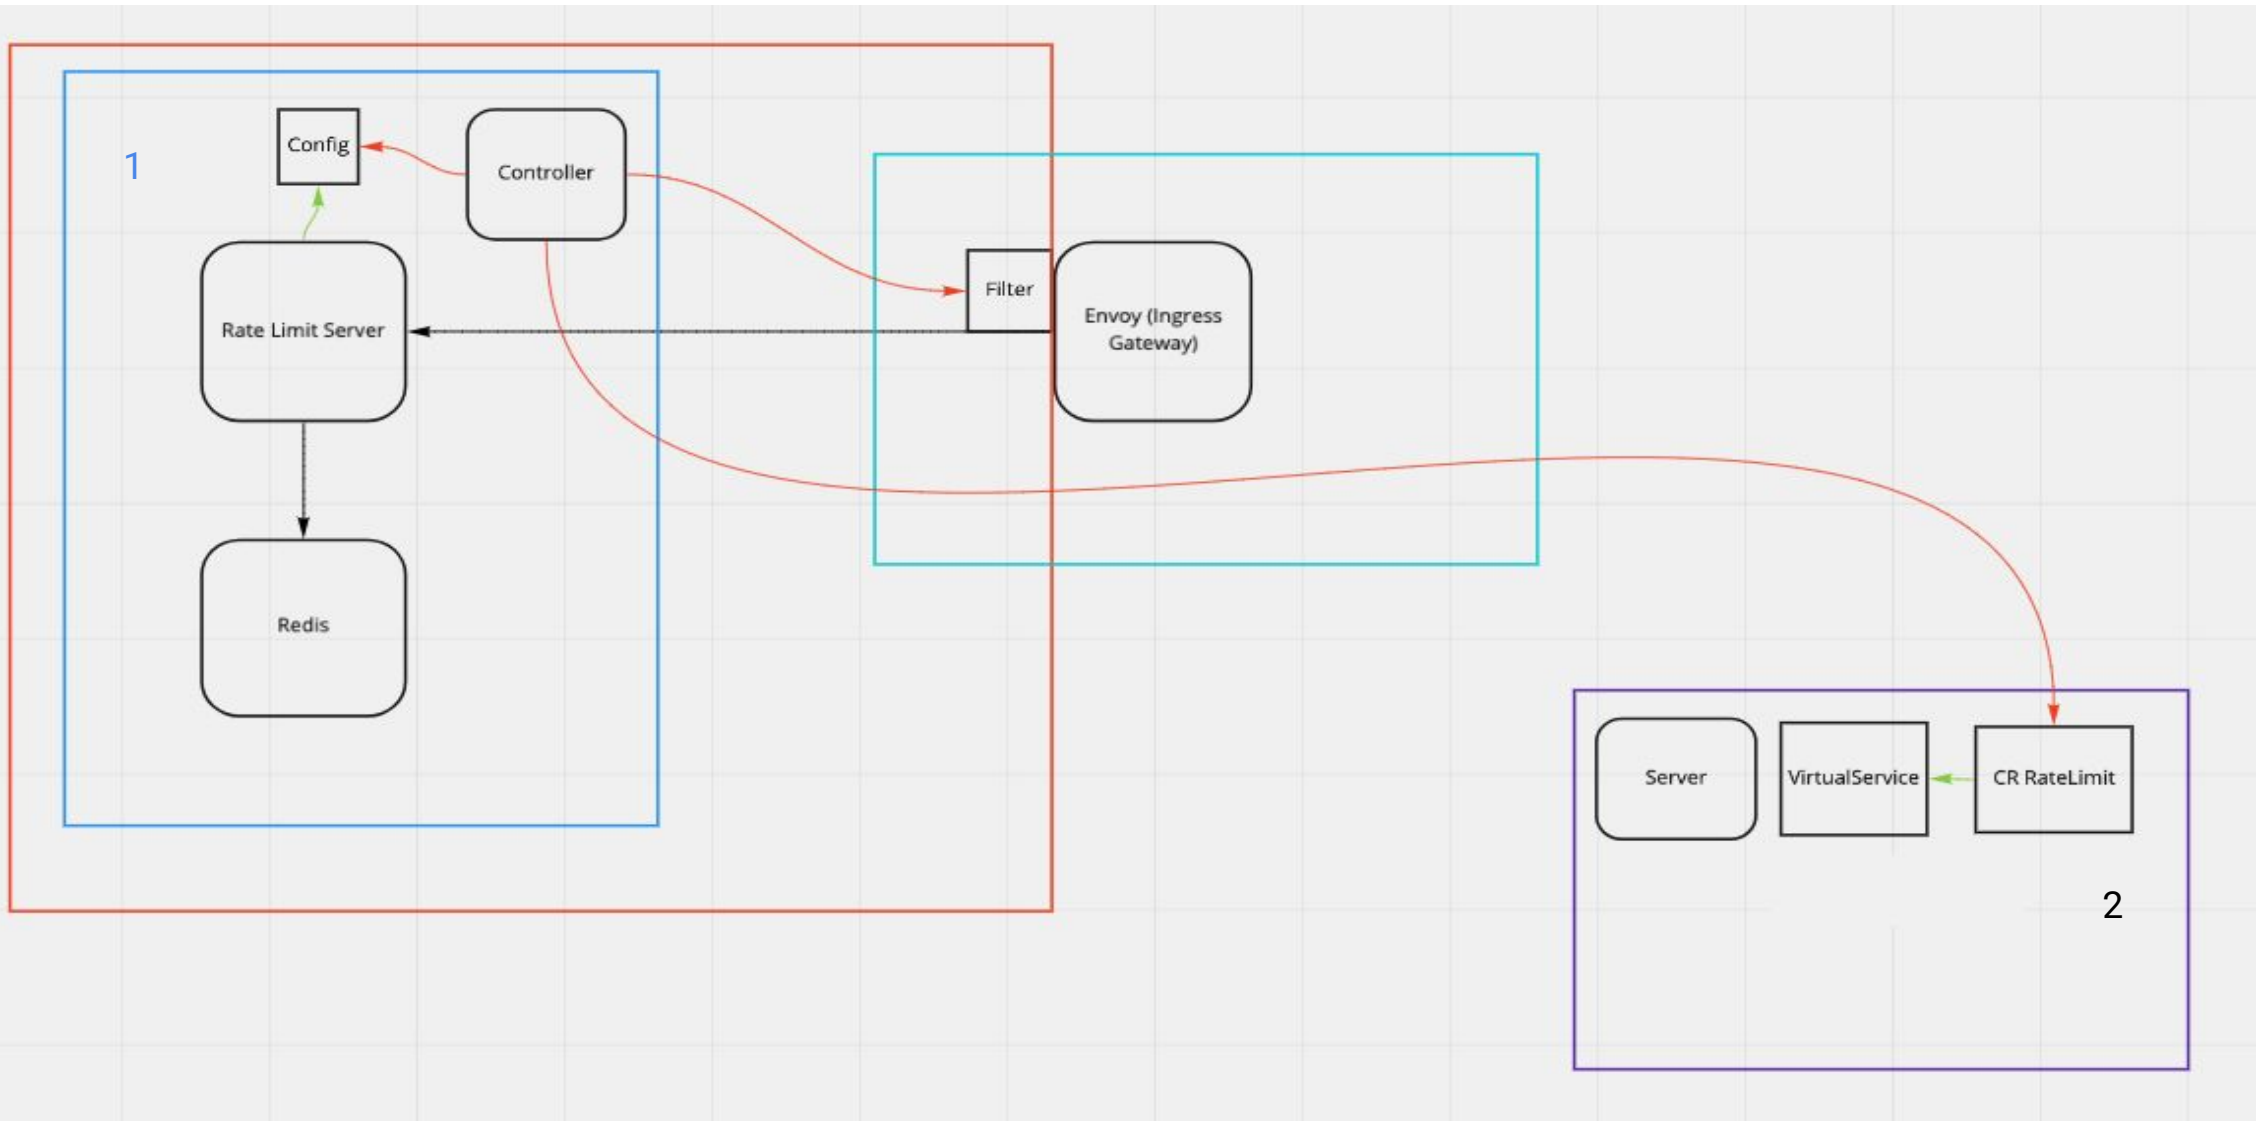 Config
Controller
1
Filter
Rate Limit Server
Envoy (Ingress
Gateway)
Redis
Server
VirtualService
CR RateLimit
2